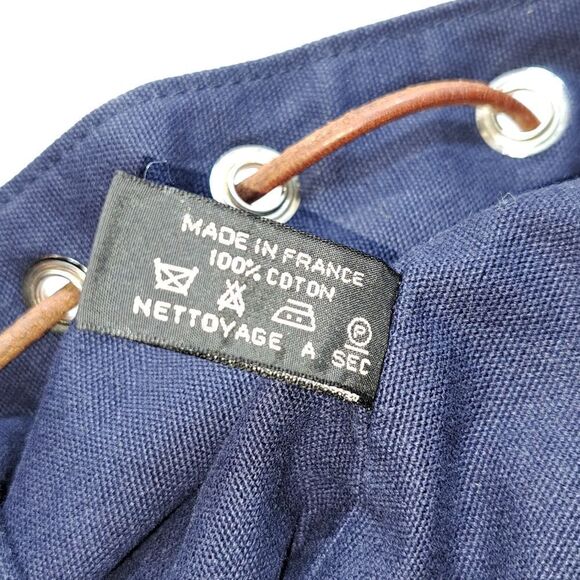 MADE IN FRANCE
100% COTON
P
NETTOYAGE A SEC